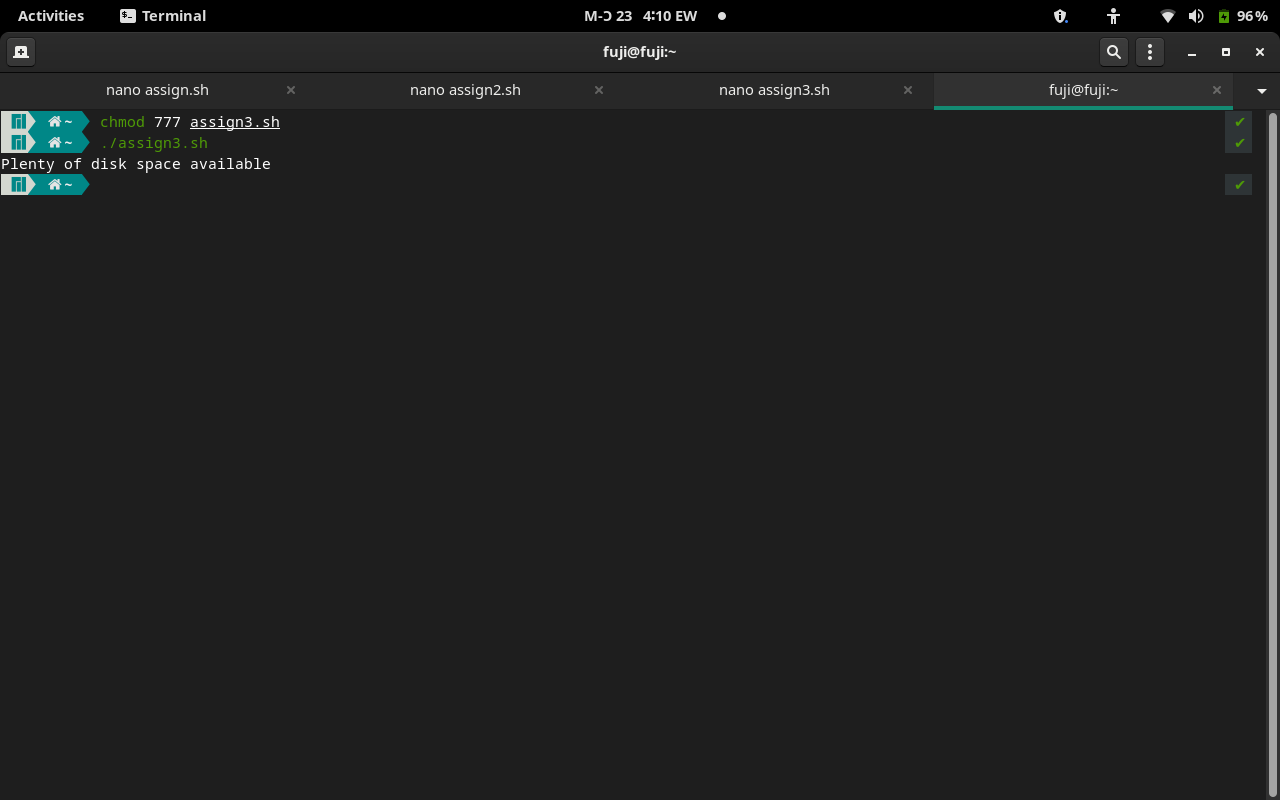 Activities
Terminal
M-Ɔ 23 4:10 EW
96%
fuji@fuji:~
nano assign.sh
nano assign2.sh
nano assign3.sh
fuji@fuji:~
~ chmod 777 assign3.sh
~ ./assign3.sh
Plenty of disk space available
~